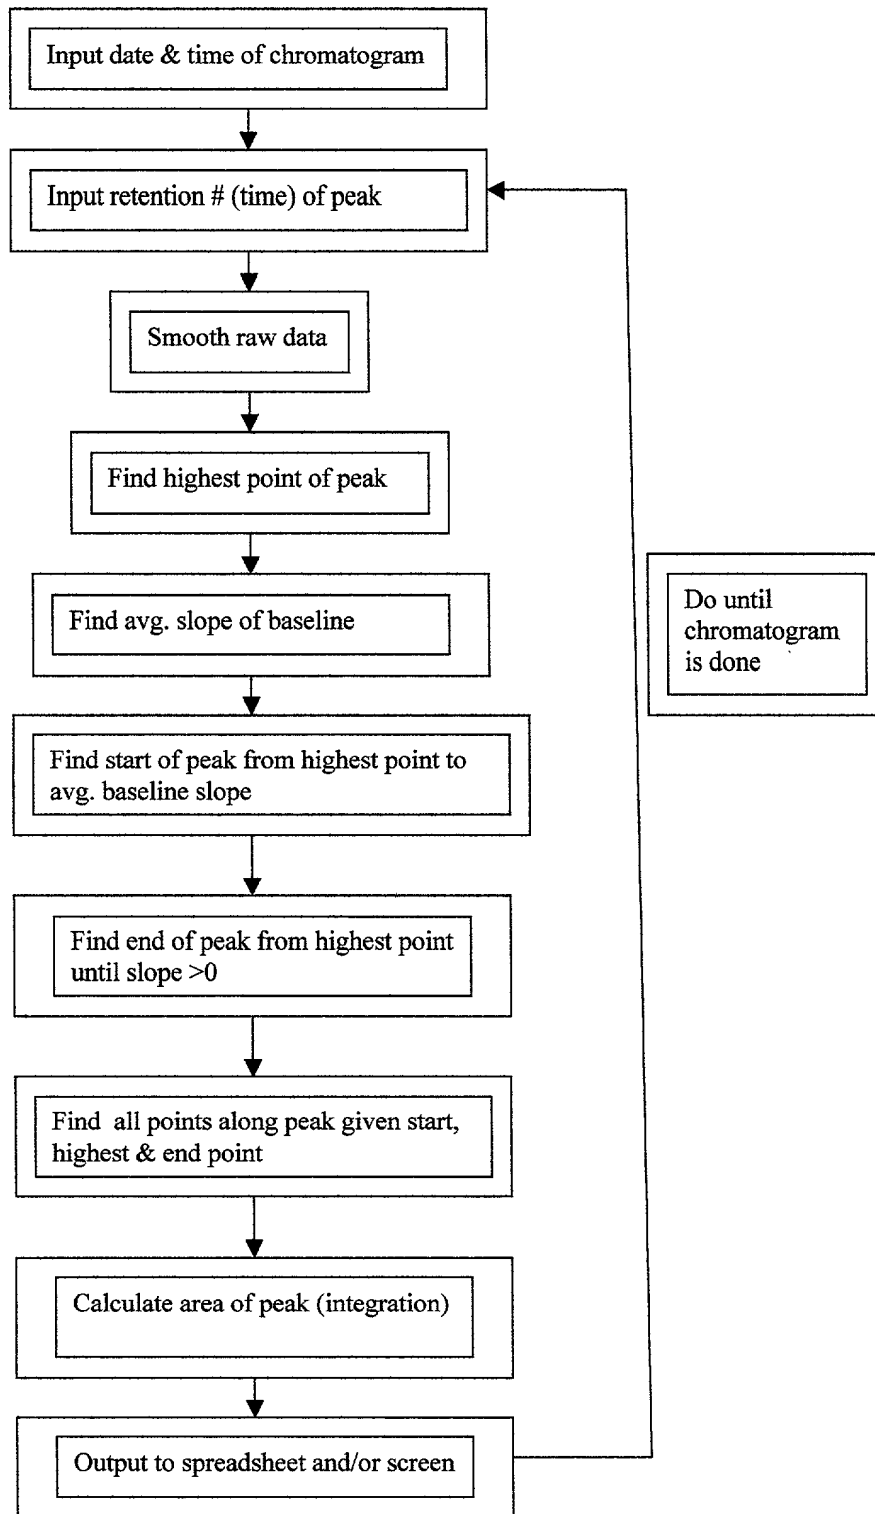 Input date & time of chromatogram
Input retention # (time) of peak
Smooth raw data
Find highest point of peak
Find avg. slope of baseline
Do until
chromatogram
is done
Find start of peak from highest point to
avg. baseline slope
Find end of peak from highest point
until slope >0
Find all points along peak given start,
highest & end point
Calculate area of peak (integration)
Output to spreadsheet and/or screen